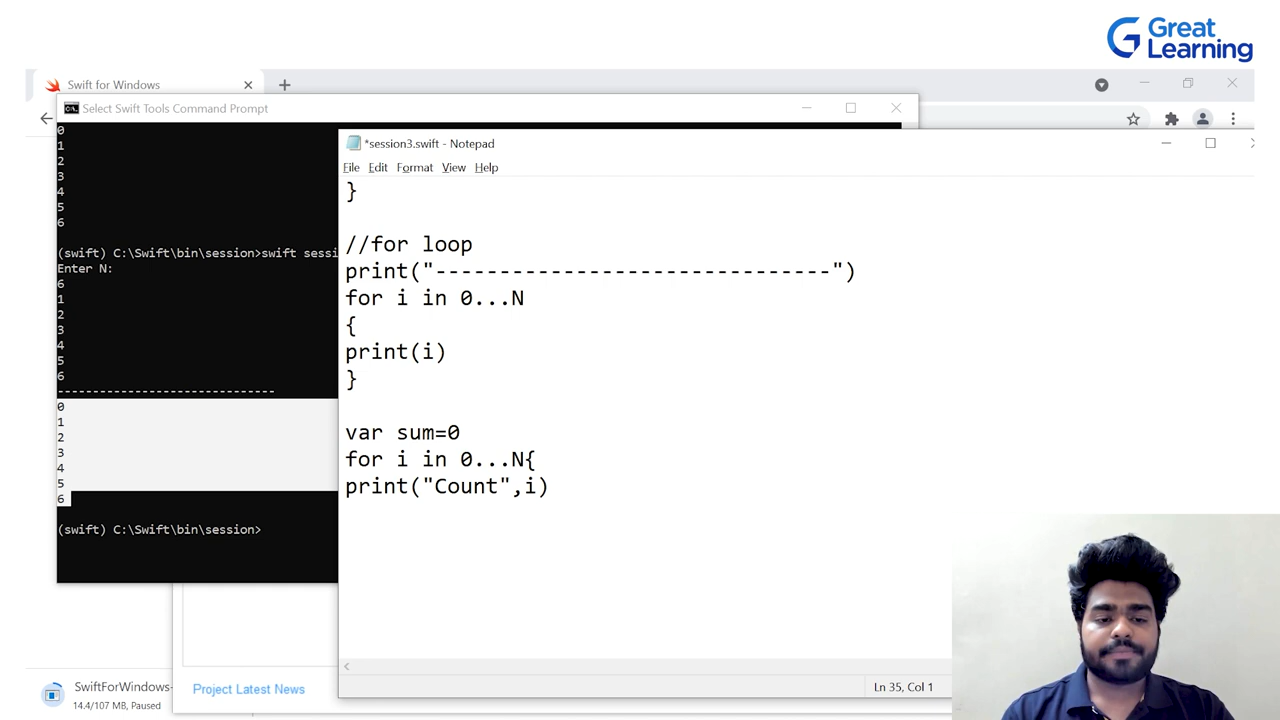 Great
Learning
Swift for Windows
Select Swift Tools Command Prompt
0
1
2
3
4
5
6
(swift) C:\Swift\bin\session>swift sessi
Enter N:
6
1
2
3
4
5
6
------------------------------
0
1
2
3
4
5
6
(swift) C:\Swift\bin\session>
*session3.swift - Notepad
File Edit Format View Help
}
//for loop
print("-------------------------------")
for i in 0...N
{
print(i)
}
var sum=0
for i in 0...N{
print("Count",i)
Ln 35, Col 1
SwiftForWindows-
14.4/107 MB, Paused
Project Latest News